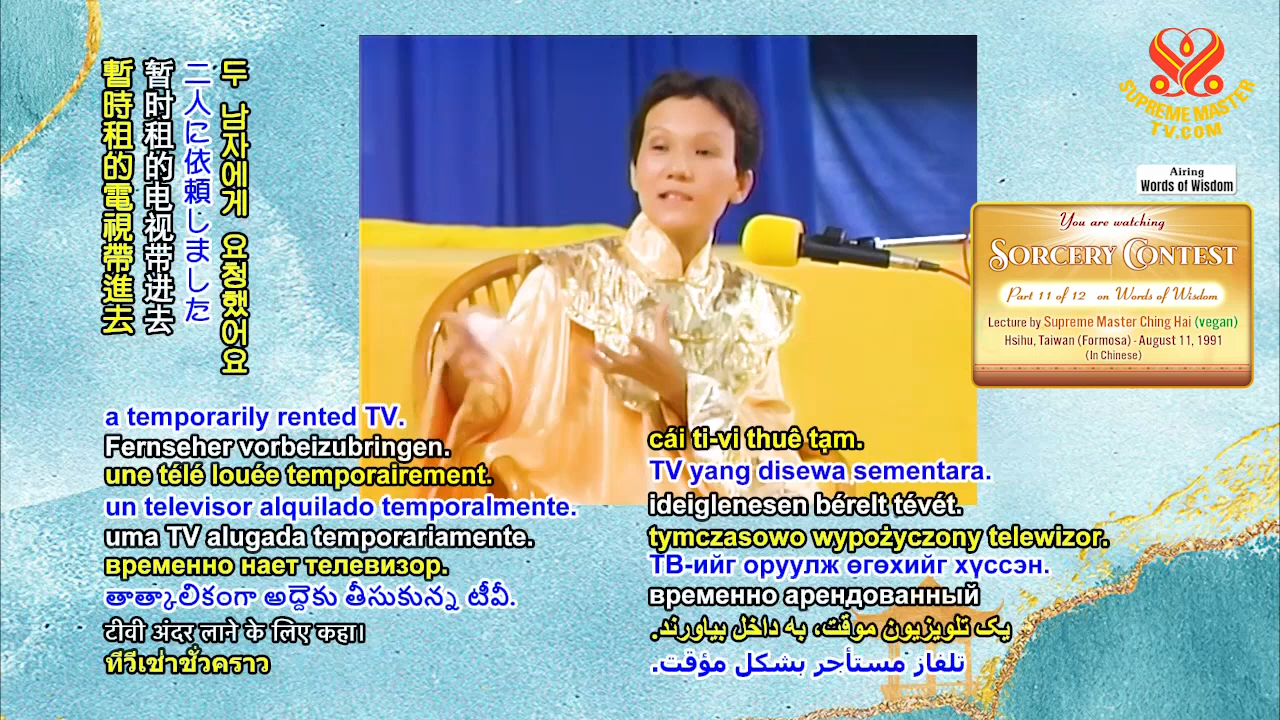 暫時租的電視帶進去
暂时租的电视带进去
二人に依頼しました
두 남자에게 요청했어요
SUPREME MASTER
TV.COM
Airing
Words of Wisdom
You are watching
SORCERY CONTEST
Part 11 of 12 on Words of Wisdom
Lecture by Supreme Master Ching Hai (vegan)
Hsihu, Taiwan (Formosa) - August 11, 1991
(In Chinese)
a temporarily rented TV.
Fernseher vorbeizubringen.
une télé louée temporairement.
un televisor alquilado temporalmente.
uma TV alugada temporariamente.
временно нает телевизор.
తాత్కాలికంగా అద్దెకు తీసుకున్న టీవీ.
टीवी अंदर लाने के लिए कहा।
ทีวีเช่าชั่วคราว
cái ti-vi thuê tạm.
TV yang disewa sementara.
ideiglenesen bérelt tévét.
tymczasowo wypożyczony telewizor.
ТВ-ийг оруулж өгөхийг хүссэн.
временно арендованный
یک تلویزیون موقت، به داخل بیاورند.
تلفاز مستأجر بشكل مؤقت.